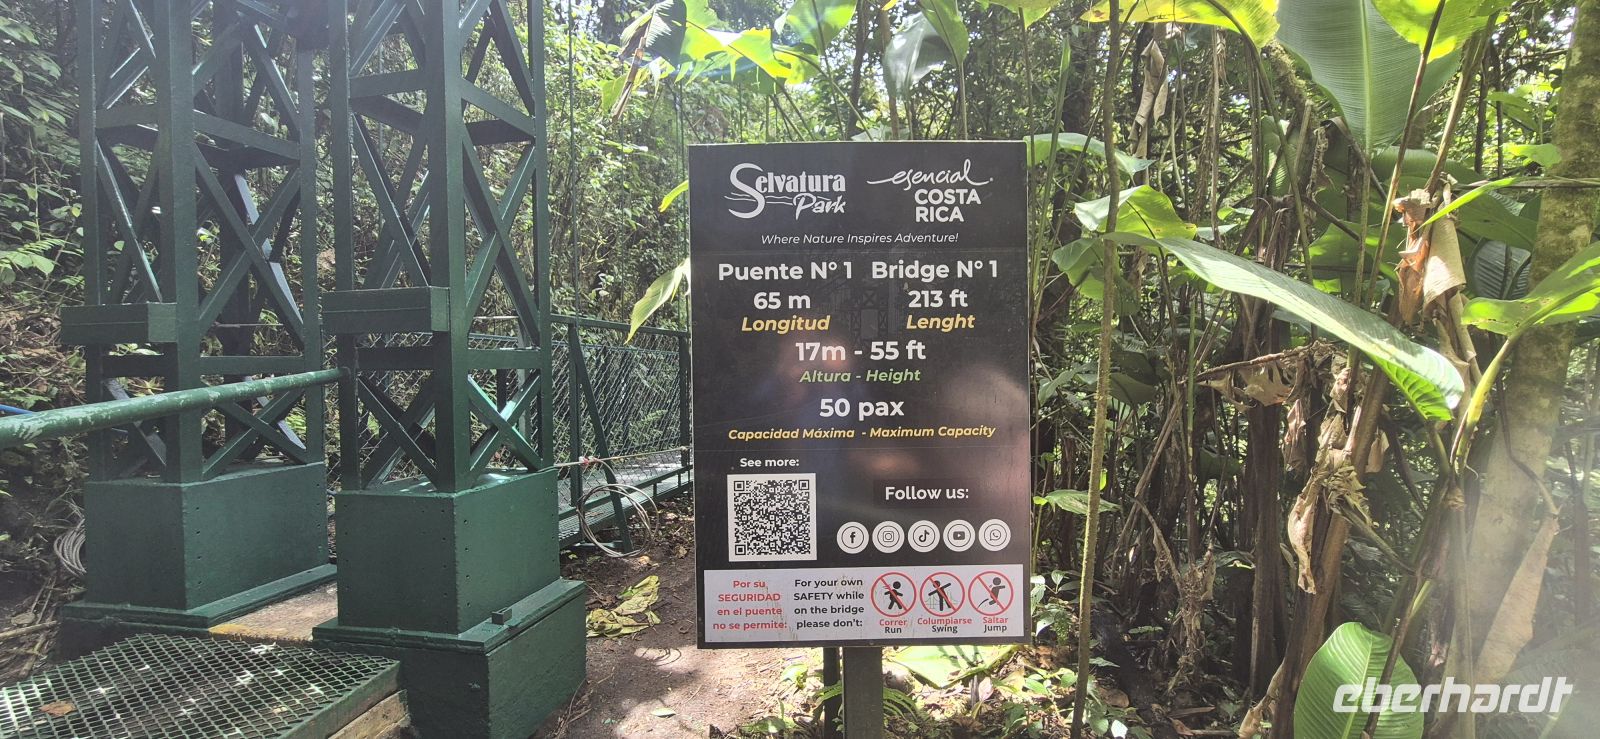 Selvatura Park
esencial COSTA RICA
Where Nature Inspires Adventure!
Puente N° 1 Bridge N° 1
65 m 213 ft
Longitud Lenght
17m - 55 ft
Altura - Height
50 pax
Capacidad Máxima - Maximum Capacity
See more:
Follow us:
Por su
SEGURIDAD
en el puente
no se permite:
For your own
SAFETY while
on the bridge
please don't:
Correr
Run
Columpiarse
Swing
Saltar
Jump
eberhardt